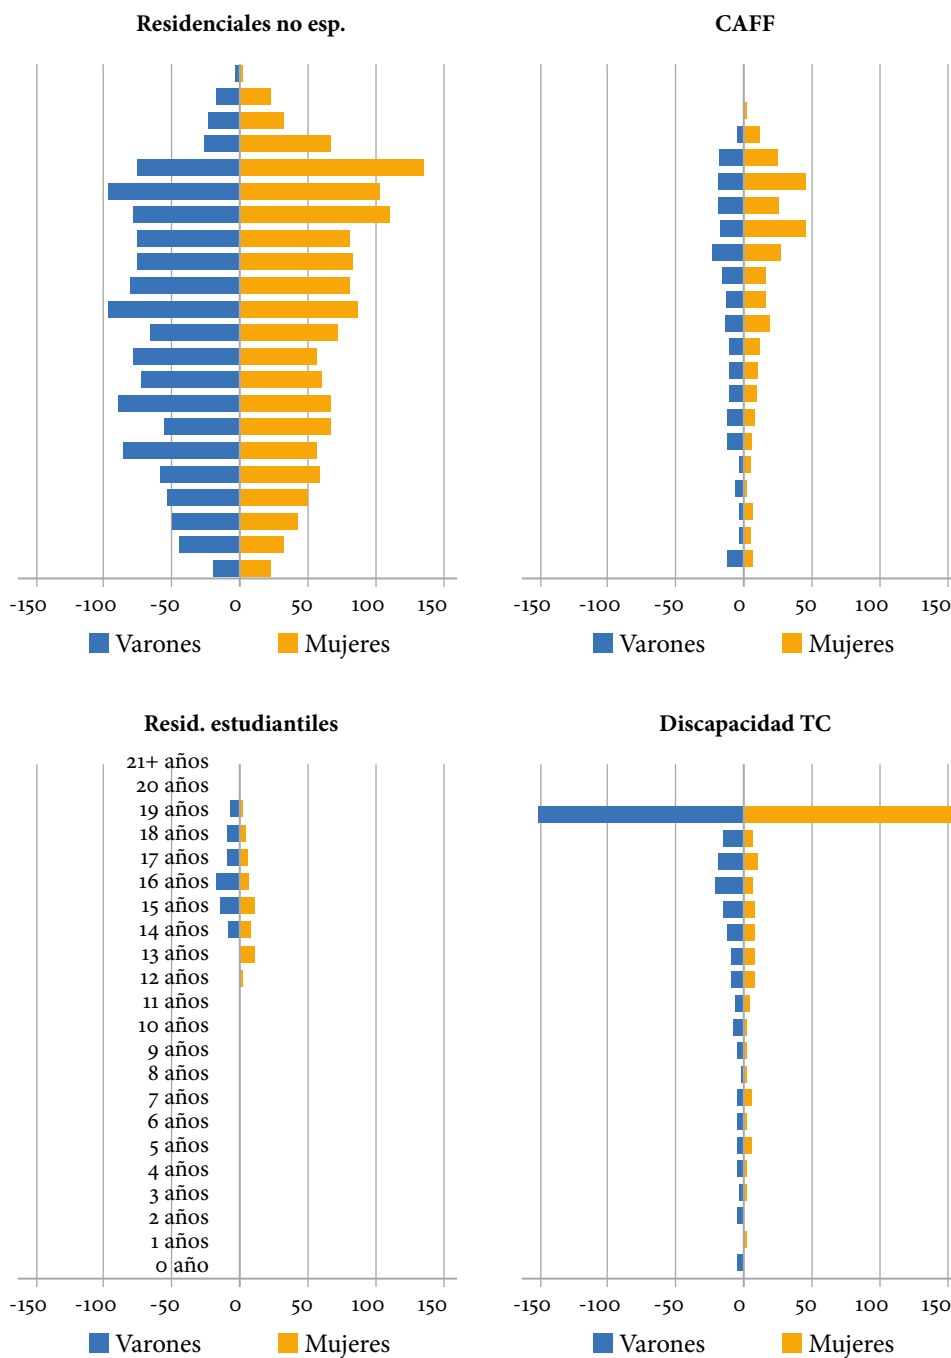 Residenciales no esp.
CAFF
-150 -100 -50 0 50 100 150
-150 -100 -50 0 50 100 150
Varones Mujeres
Varones Mujeres
Resid. estudiantiles
Discapacidad TC
21+ años
20 años
19 años
18 años
17 años
16 años
15 años
14 años
13 años
12 años
11 años
10 años
9 años
8 años
7 años
6 años
5 años
4 años
3 años
2 años
1 años
0 año
-150 -100 -50 0 50 100 150
-150 -100 -50 0 50 100 150
Varones Mujeres
Varones Mujeres